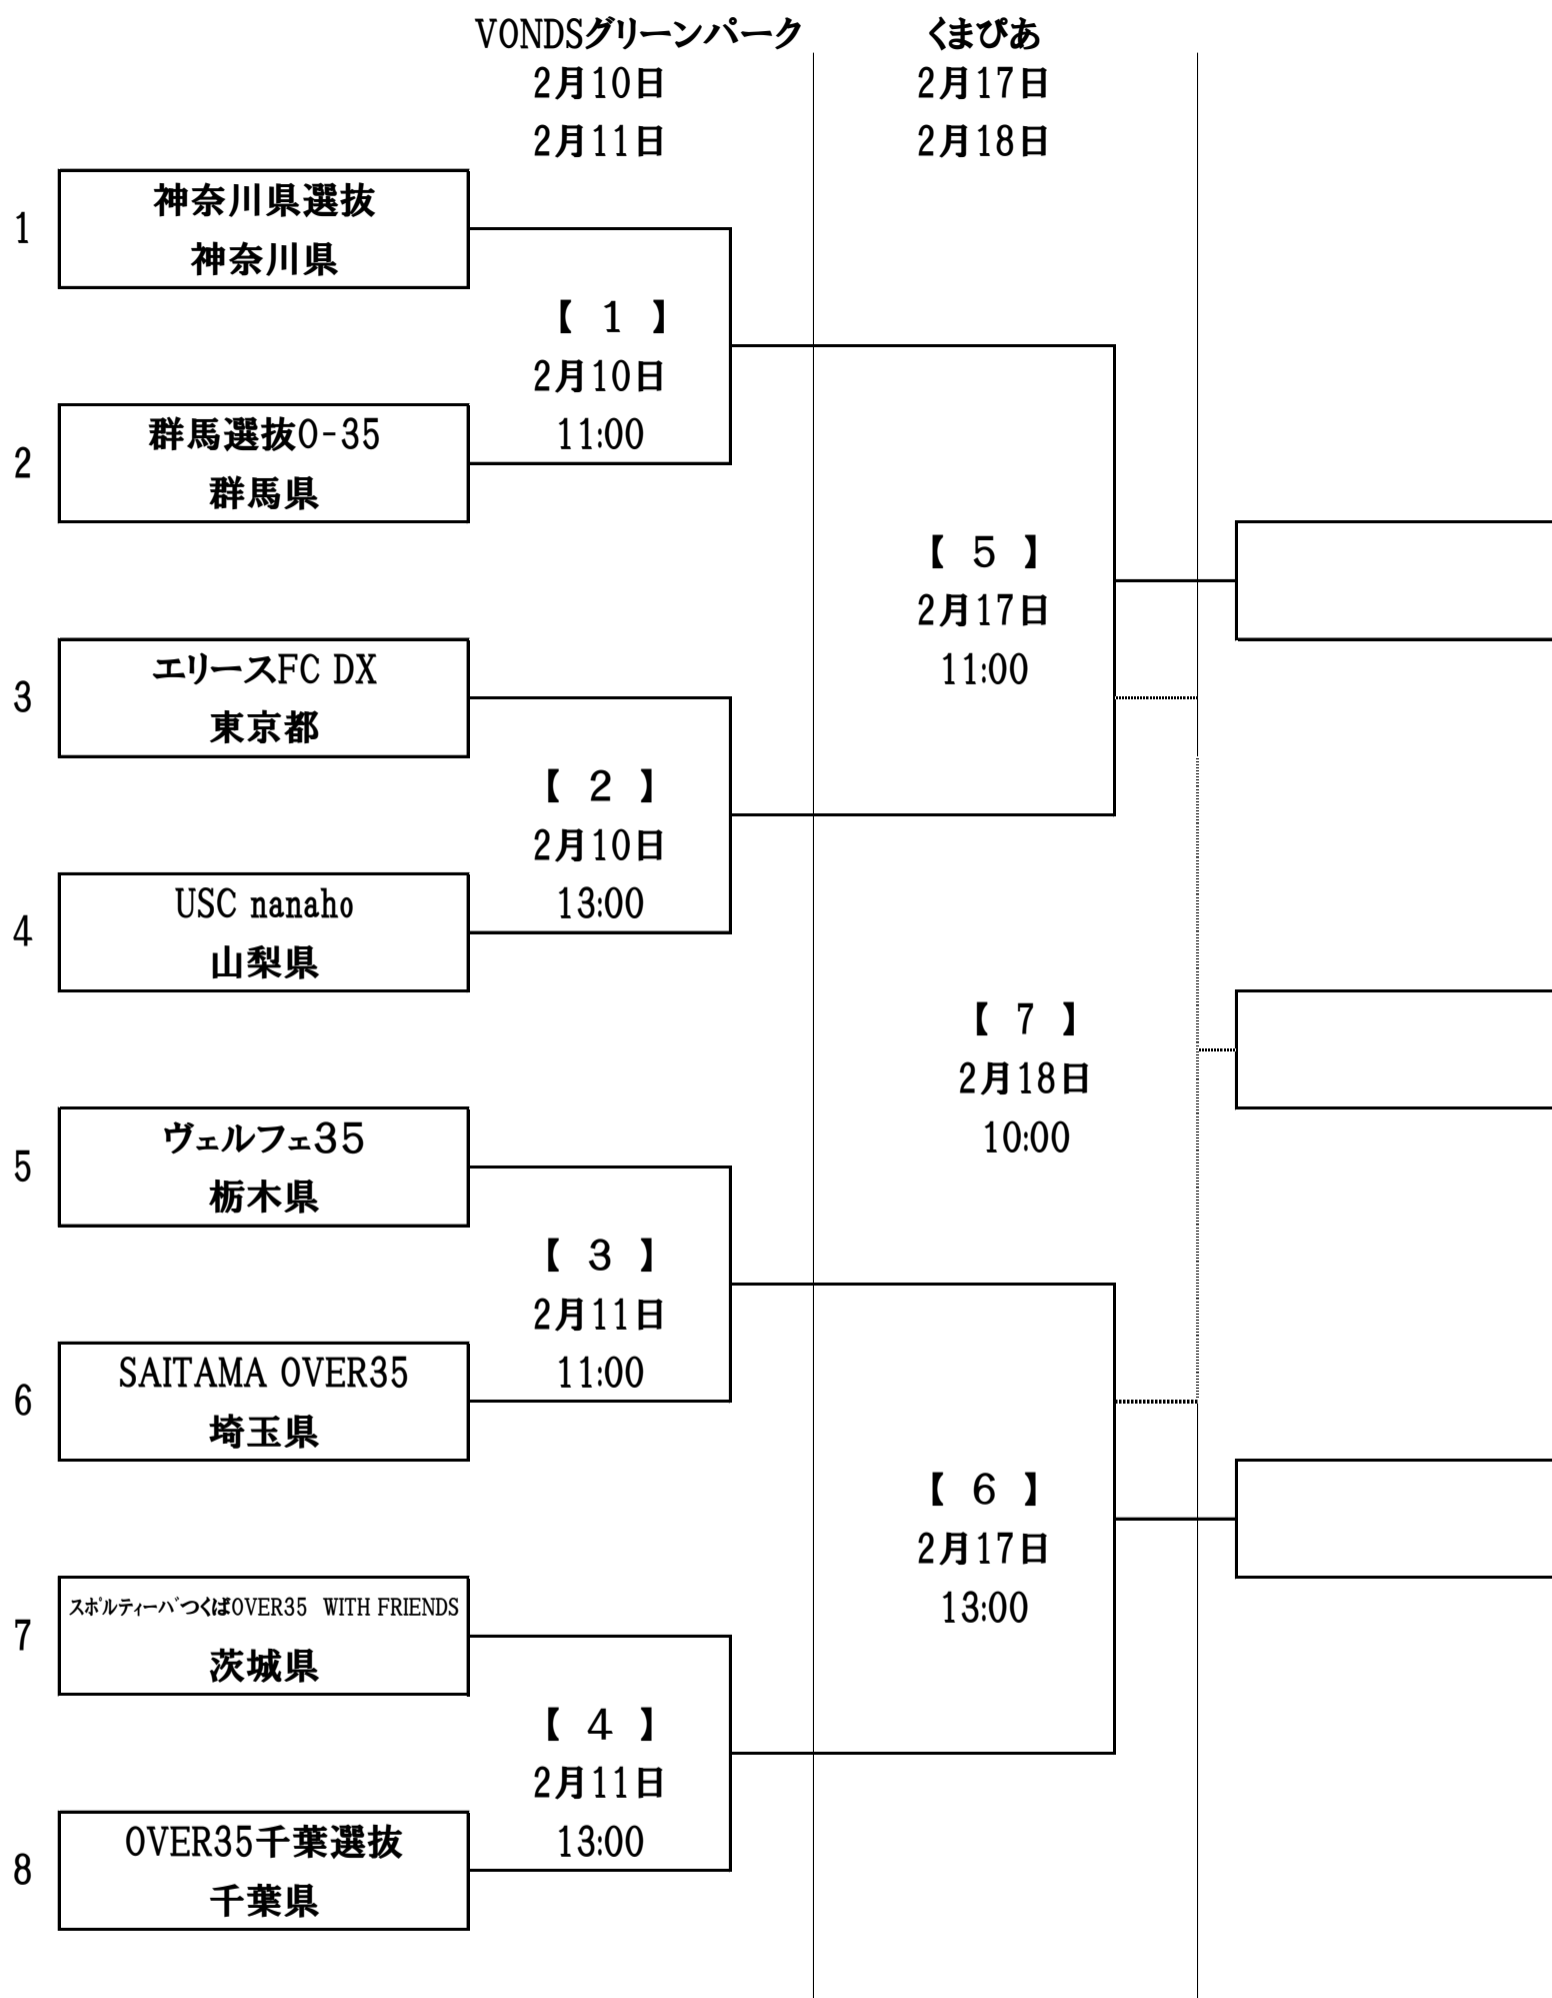 VONDSグリーンパーク
くまぴあ
2月10日
2月17日
2月11日
2月18日
1
神奈川県選抜
神奈川県
【 1 】
2月10日
11:00
2
群馬選抜O-35
群馬県
【 5 】
2月17日
11:00
3
エリースFC DX
東京都
【 2 】
2月10日
13:00
4
USC nanaho
山梨県
【 7 】
2月18日
10:00
5
ヴェルフェ35
栃木県
【 3 】
2月11日
11:00
6
SAITAMA OVER35
埼玉県
【 6 】
2月17日
13:00
7
スポルティーバつくばOVER35 WITH FRIENDS
茨城県
【 4 】
2月11日
13:00
8
OVER35千葉選抜
千葉県